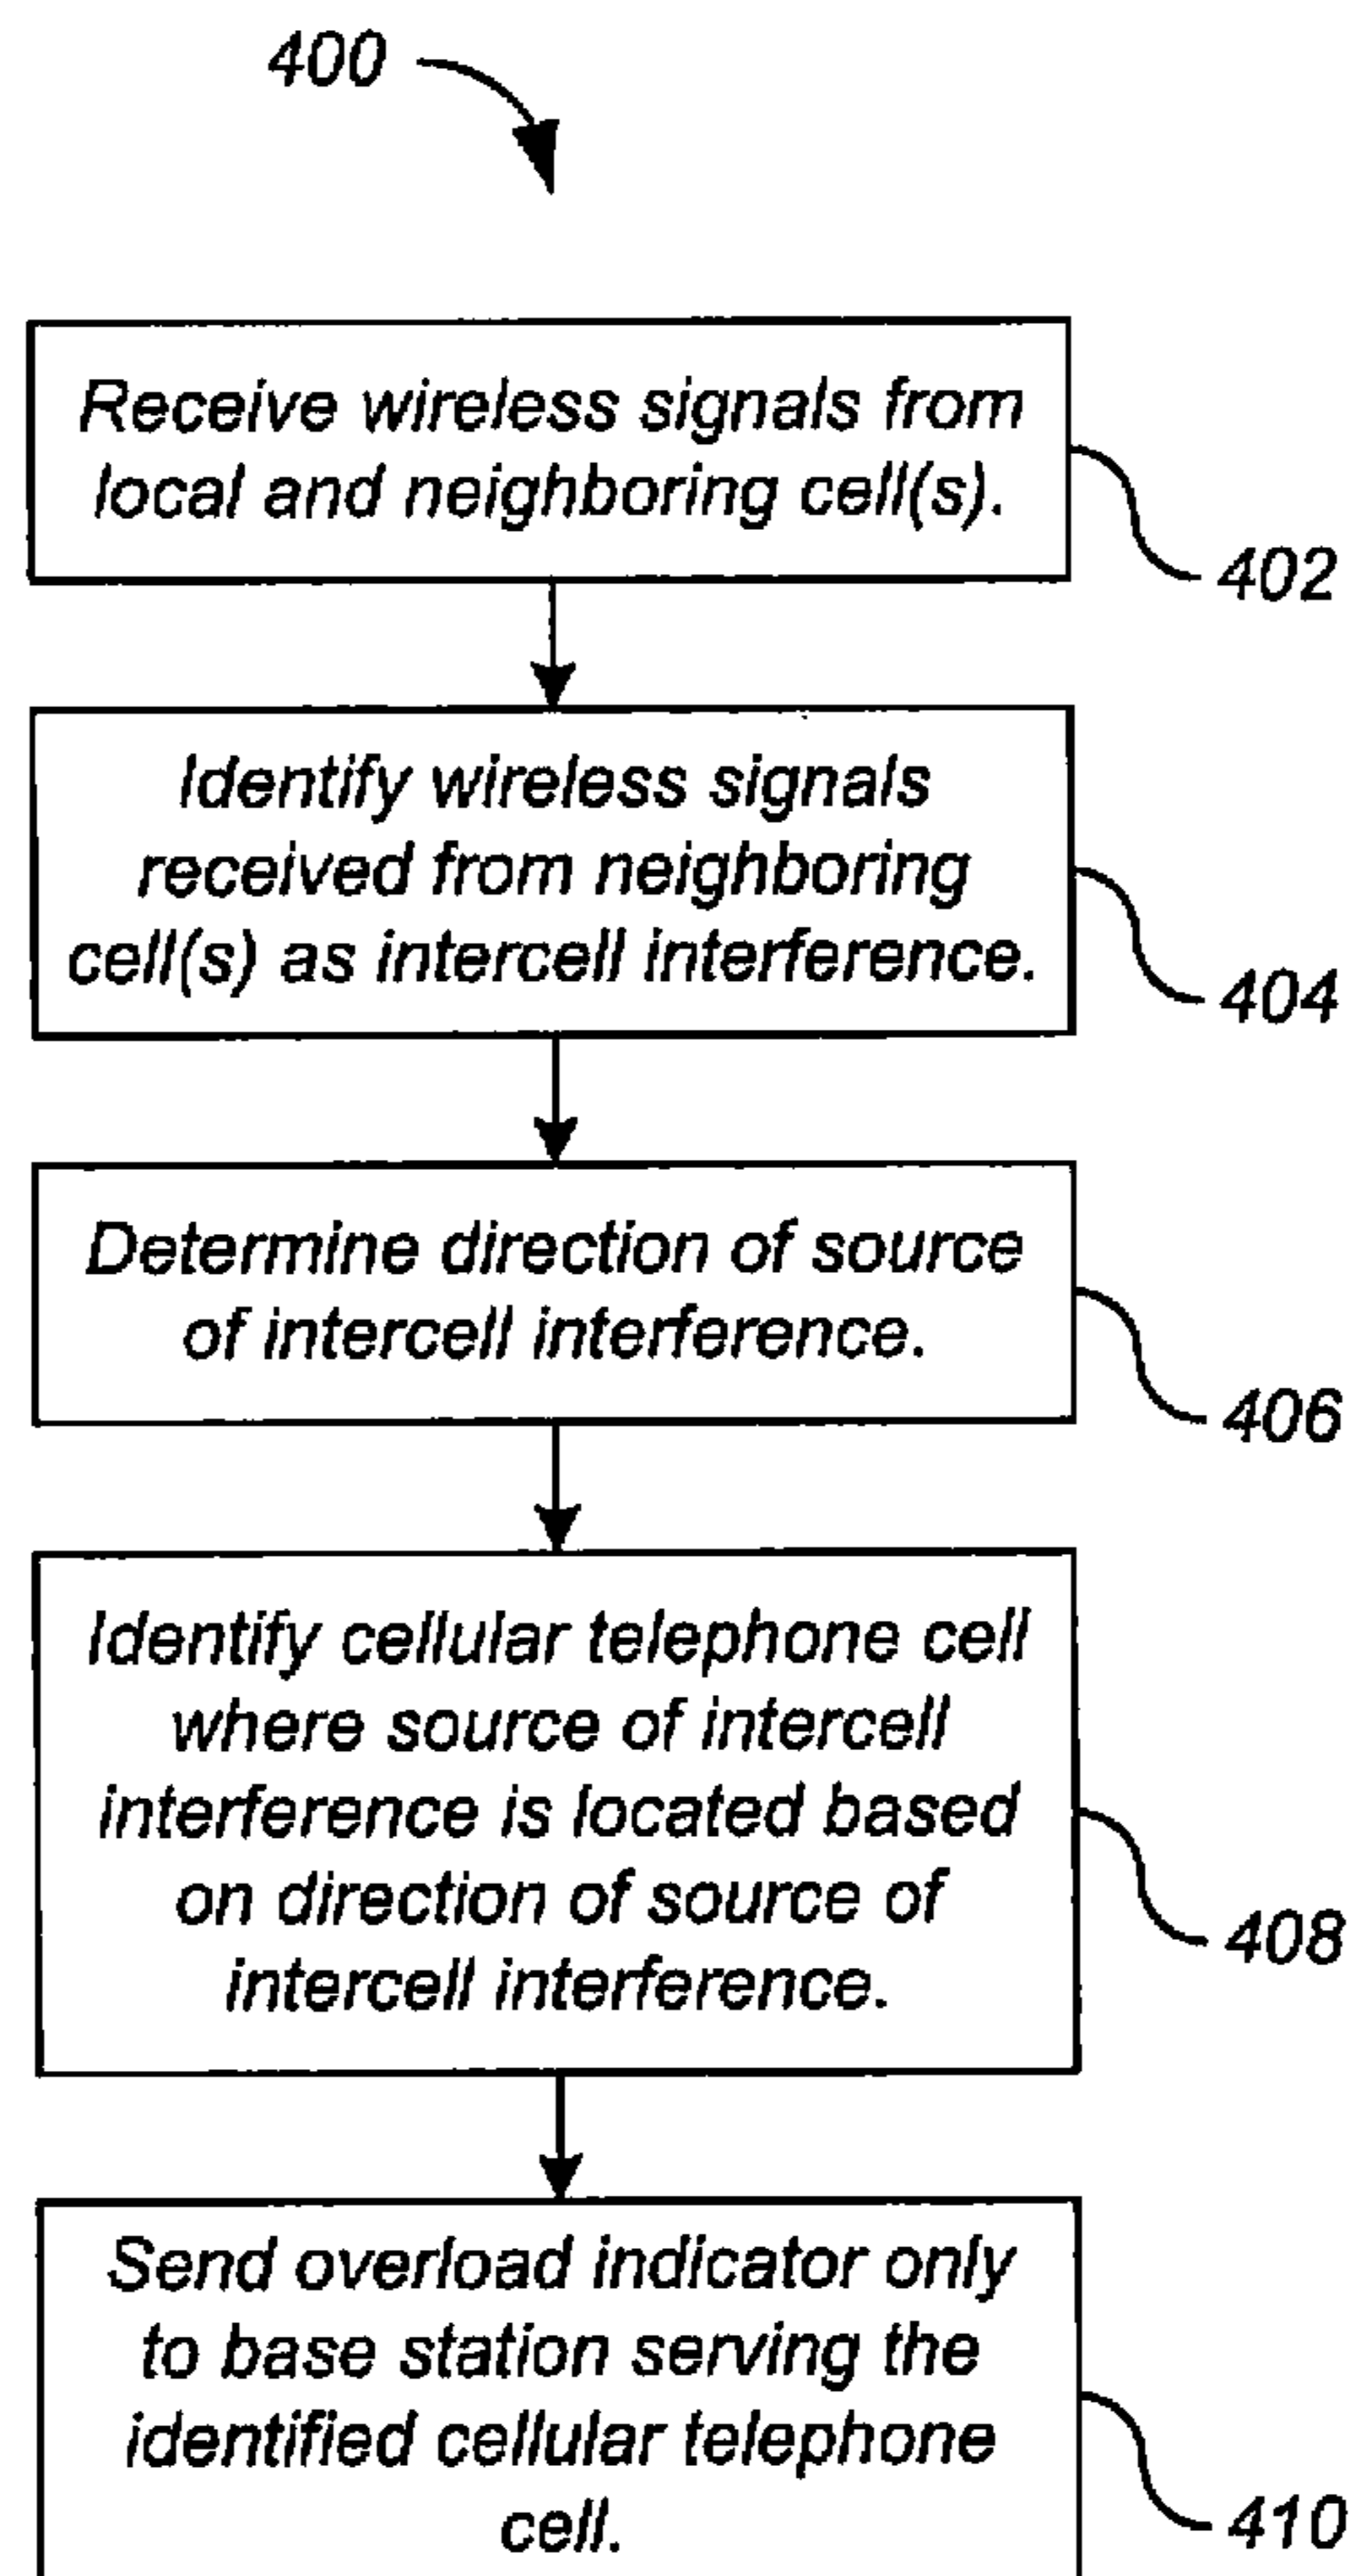 400
Receive wireless signals from
local and neighboring cell(s).
402
Identify wireless signals
received from neighboring
cell(s) as intercell interference.
404
Determine direction of source
of intercell interference.
406
Identify cellular telephone cell
where source of intercell
interference is located based
on direction of source of
intercell interference.
408
Send overload indicator only
to base station serving the
identified cellular telephone
cell.
410